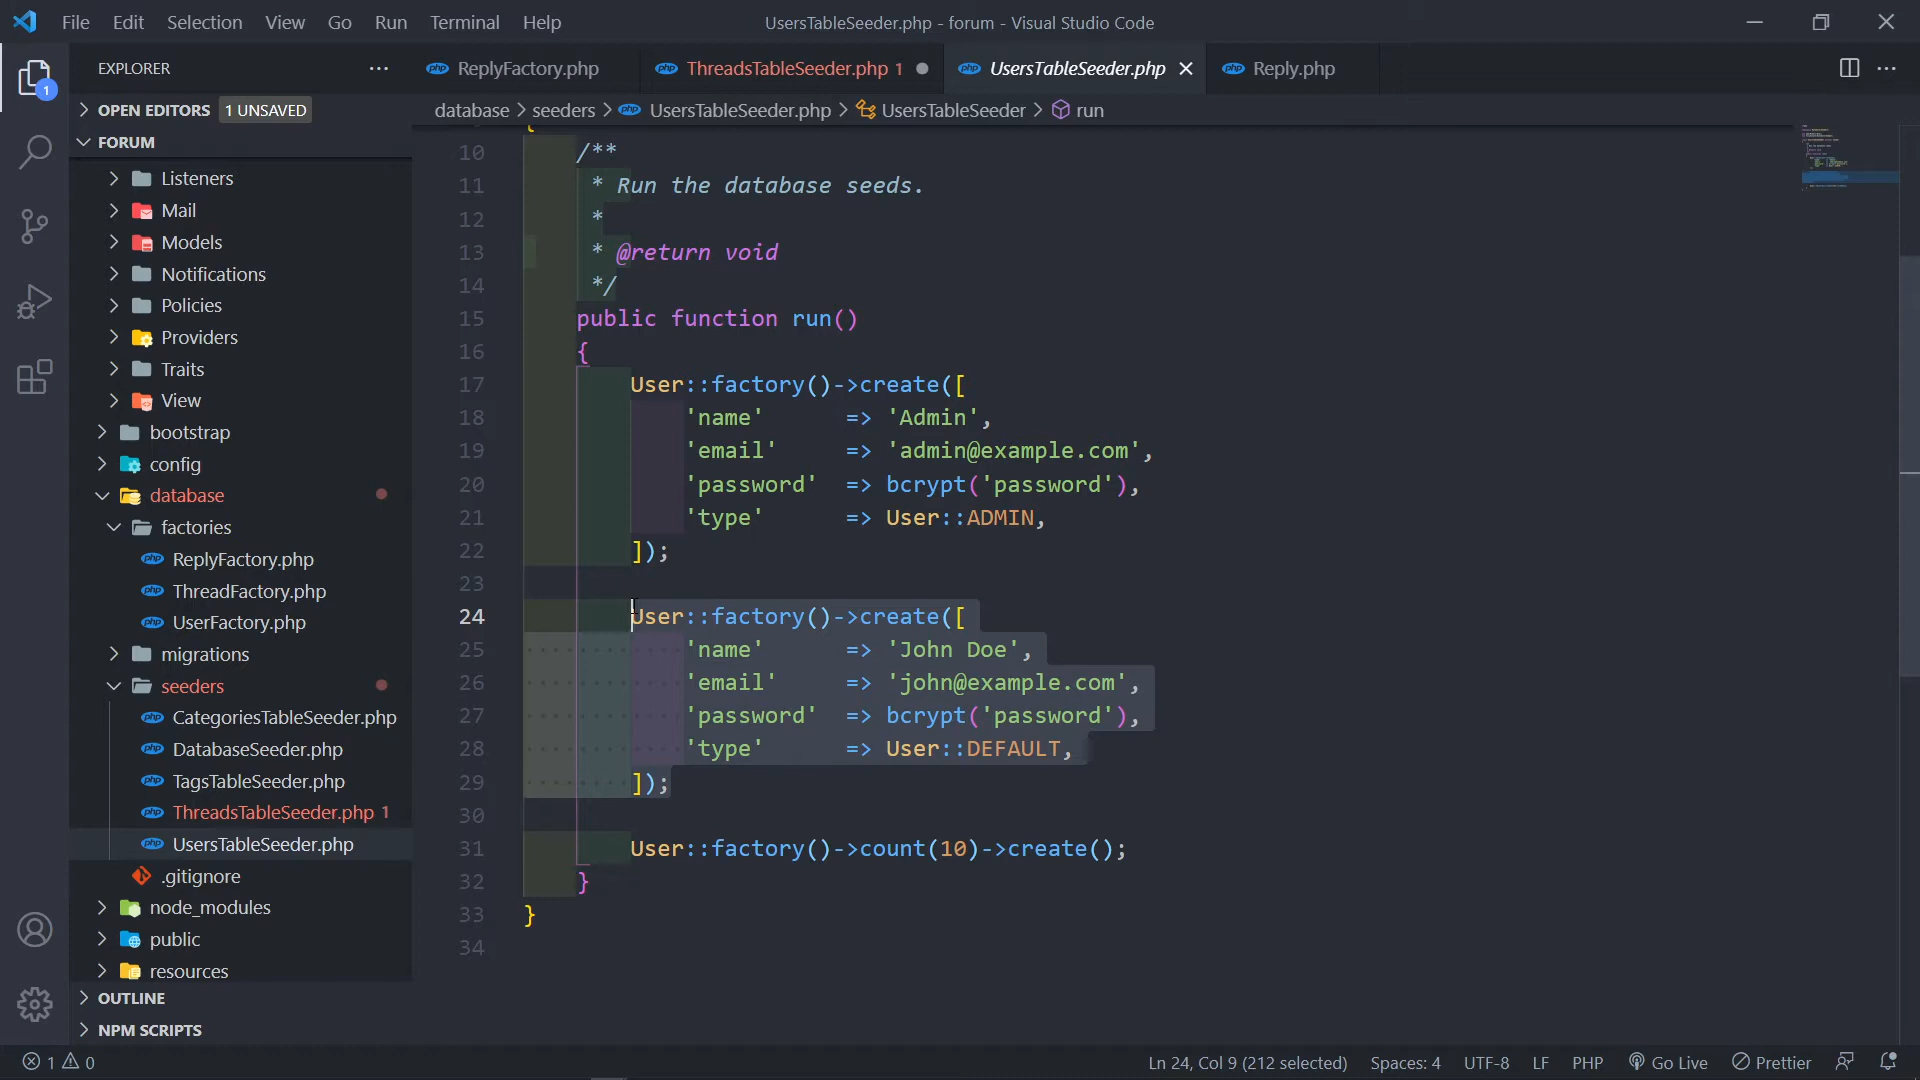 File Edit Selection View Go Run Terminal Help
UsersTableSeeder.php - forum - Visual Studio Code
EXPLORER
ReplyFactory.php
ThreadsTableSeeder.php 1
UsersTableSeeder.php
Reply.php
1
OPEN EDITORS 1 UNSAVED
database > seeders > UsersTableSeeder.php > UsersTableSeeder > run
FORUM
Listeners
Mail
Models
Notifications
Policies
Providers
Traits
View
bootstrap
config
database
factories
ReplyFactory.php
ThreadFactory.php
UserFactory.php
migrations
seeders
CategoriesTableSeeder.php
DatabaseSeeder.php
TagsTableSeeder.php
ThreadsTableSeeder.php 1
UsersTableSeeder.php
.gitignore
node_modules
public
resources
OUTLINE
NPM SCRIPTS
{
10 /**
11 * Run the database seeds.
12 *
13 * @return void
14 */
15 public function run()
16 {
17 User::factory()->create([
18 'name' => 'Admin',
19 'email' => 'admin@example.com',
20 'password' => bcrypt('password'),
21 'type' => User::ADMIN,
22 ]);
23
24 User::factory()->create([
25 'name' => 'John Doe',
26 'email' => 'john@example.com',
27 'password' => bcrypt('password'),
28 'type' => User::DEFAULT,
29 ]);
30
31 User::factory()->count(10)->create();
32 }
33 }
34
1 0
Ln 24, Col 9 (212 selected) Spaces: 4 UTF-8 LF PHP Go Live Prettier